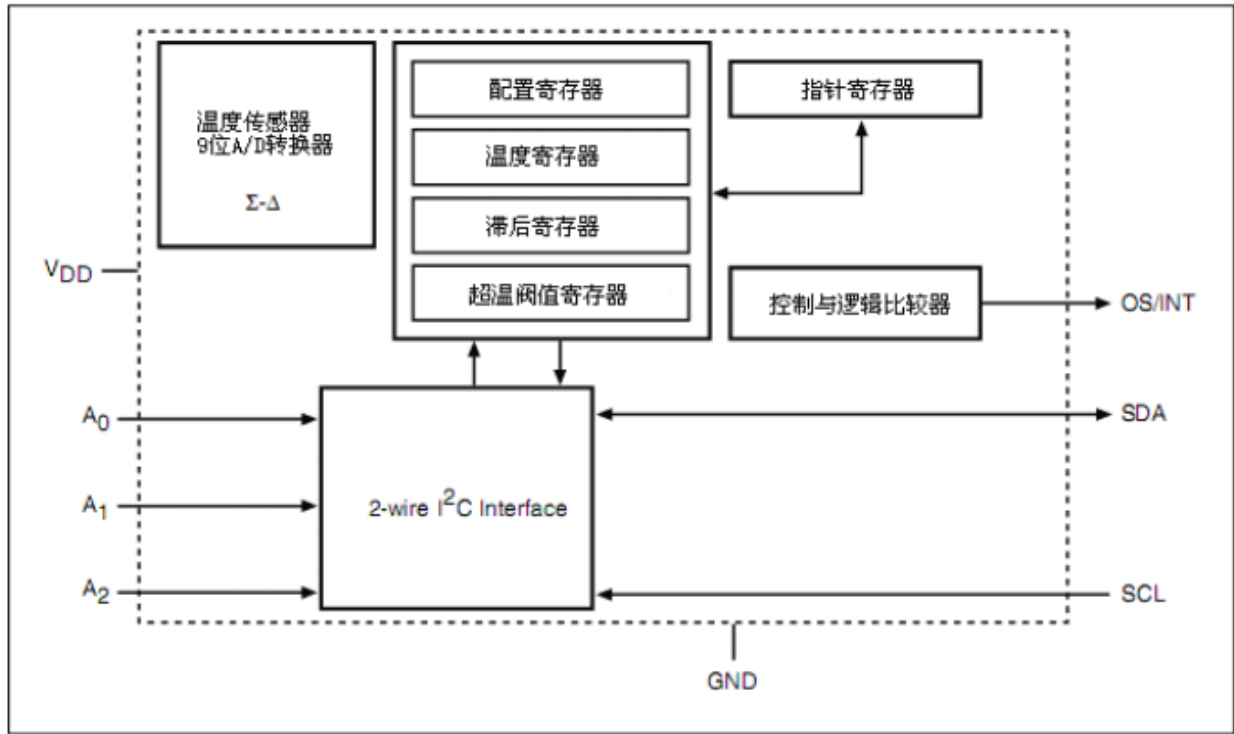 温度传感器
9位A/D转换器
Σ-Δ
配置寄存器
温度寄存器
滞后寄存器
超温阀值寄存器
指针寄存器
控制与逻辑比较器
VDD
OS/INT
A0
A1
A2
2-wire I²C Interface
SDA
SCL
GND